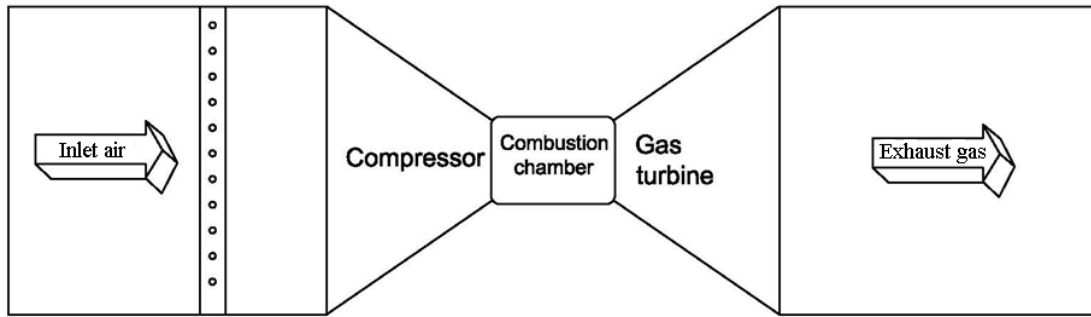 Inlet air
Compressor
Combustion
chamber
Gas
turbine
Exhaust gas